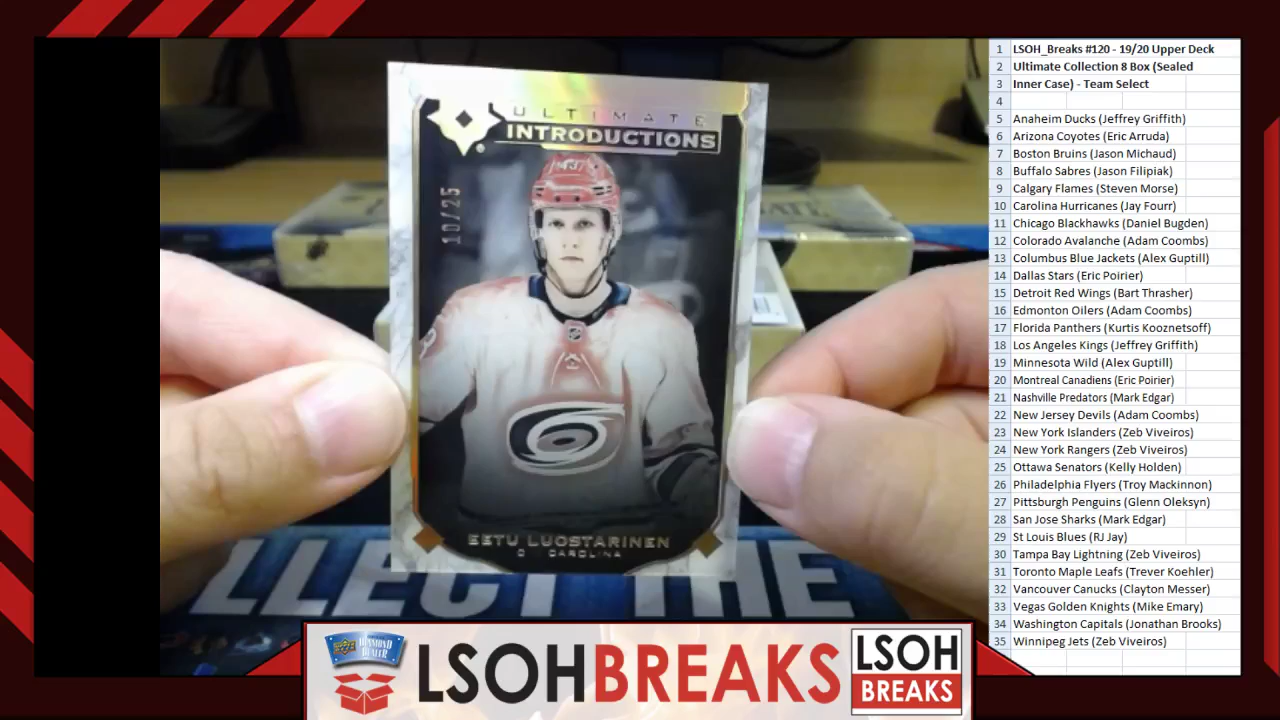 ULTIMATE
INTRODUCTIONS
10/25
EETU LUOSTARINEN
C · CAROLINA
LLECT THE
UPPER DECK
DIAMOND
DEALER
LSOHBREAKS
LSOH
BREAKS
1 LSOH_Breaks #120 - 19/20 Upper Deck
2 Ultimate Collection 8 Box (Sealed
3 Inner Case) - Team Select
4
5 Anaheim Ducks (Jeffrey Griffith)
6 Arizona Coyotes (Eric Arruda)
7 Boston Bruins (Jason Michaud)
8 Buffalo Sabres (Jason Filipiak)
9 Calgary Flames (Steven Morse)
10 Carolina Hurricanes (Jay Fourr)
11 Chicago Blackhawks (Daniel Bugden)
12 Colorado Avalanche (Adam Coombs)
13 Columbus Blue Jackets (Alex Guptill)
14 Dallas Stars (Eric Poirier)
15 Detroit Red Wings (Bart Thrasher)
16 Edmonton Oilers (Adam Coombs)
17 Florida Panthers (Kurtis Kooznetsoff)
18 Los Angeles Kings (Jeffrey Griffith)
19 Minnesota Wild (Alex Guptill)
20 Montreal Canadiens (Eric Poirier)
21 Nashville Predators (Mark Edgar)
22 New Jersey Devils (Adam Coombs)
23 New York Islanders (Zeb Viveiros)
24 New York Rangers (Zeb Viveiros)
25 Ottawa Senators (Kelly Holden)
26 Philadelphia Flyers (Troy Mackinnon)
27 Pittsburgh Penguins (Glenn Oleksyn)
28 San Jose Sharks (Mark Edgar)
29 St Louis Blues (RJ Jay)
30 Tampa Bay Lightning (Zeb Viveiros)
31 Toronto Maple Leafs (Trever Koehler)
32 Vancouver Canucks (Clayton Messer)
33 Vegas Golden Knights (Mike Emary)
34 Washington Capitals (Jonathan Brooks)
35 Winnipeg Jets (Zeb Viveiros)